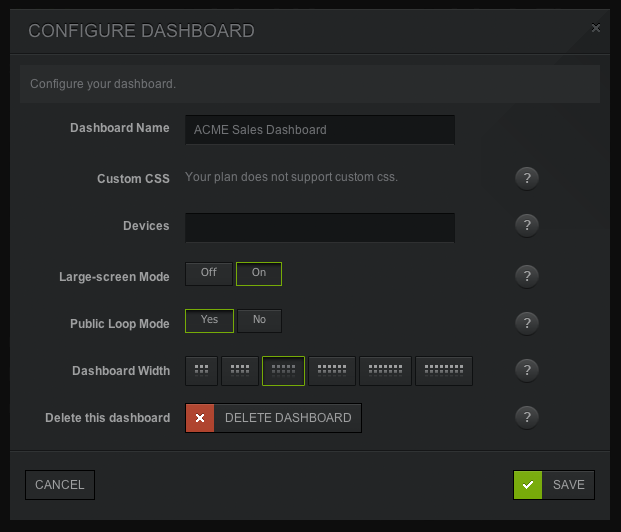 CONFIGURE DASHBOARD ×
Configure your dashboard.
Dashboard Name ACME Sales Dashboard
Custom CSS Your plan does not support custom css. ?
Devices ?
Large-screen Mode Off On ?
Public Loop Mode Yes No ?
Dashboard Width ?
Delete this dashboard DELETE DASHBOARD ?
CANCEL SAVE